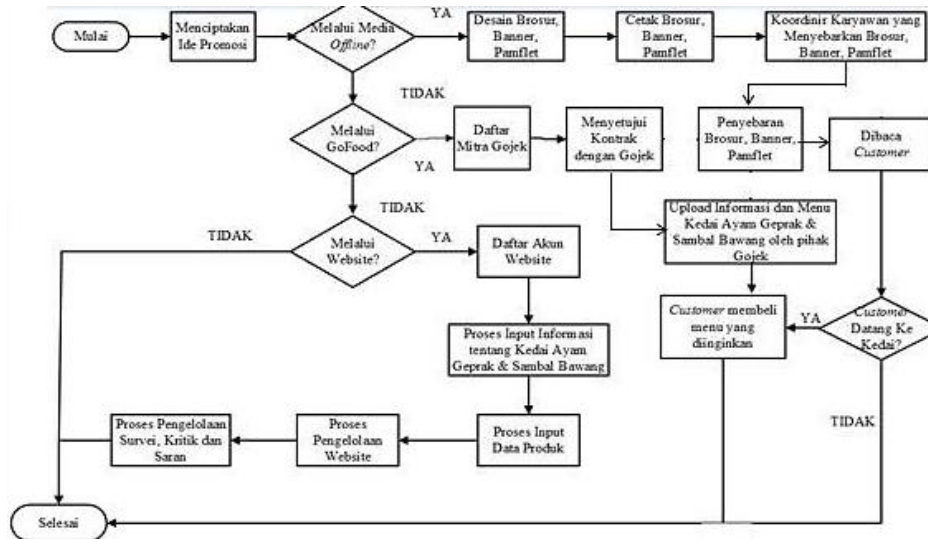 YA
Mulai
Menciptakan
Ide Promosi
Melalui Media
Offline?
Desain Brosur,
Banner,
Pamflet
Cetak Brosur,
Banner,
Pamflet
Koordinir Karyawan yang
Menyebarkan Brosur,
Banner, Pamflet
TIDAK
Melalui
GoFood?
YA
Daftar
Mitra Gojek
Menyetujui
Kontrak
dengan Gojek
Penyebaran
Brosur, Banner,
Pamflet
Dibaca
Customer
TIDAK
Upload Informasi dan Menu
Kedai Ayam Geprak &
Sambal Bawang oleh pihak
Gojek
TIDAK
Melalui
Website?
YA
Daftar Akun
Website
Customer membeli
menu yang
diinginkan
YA
Customer
Datang Ke
Kedai?
Proses Input Informasi
tentang Kedai Ayam
Geprak & Sambal Bawang
TIDAK
Proses Pengelolaan
Survei, Kritik dan
Saran
Proses
Pengelolaan
Website
Proses Input
Data Produk
Selesai